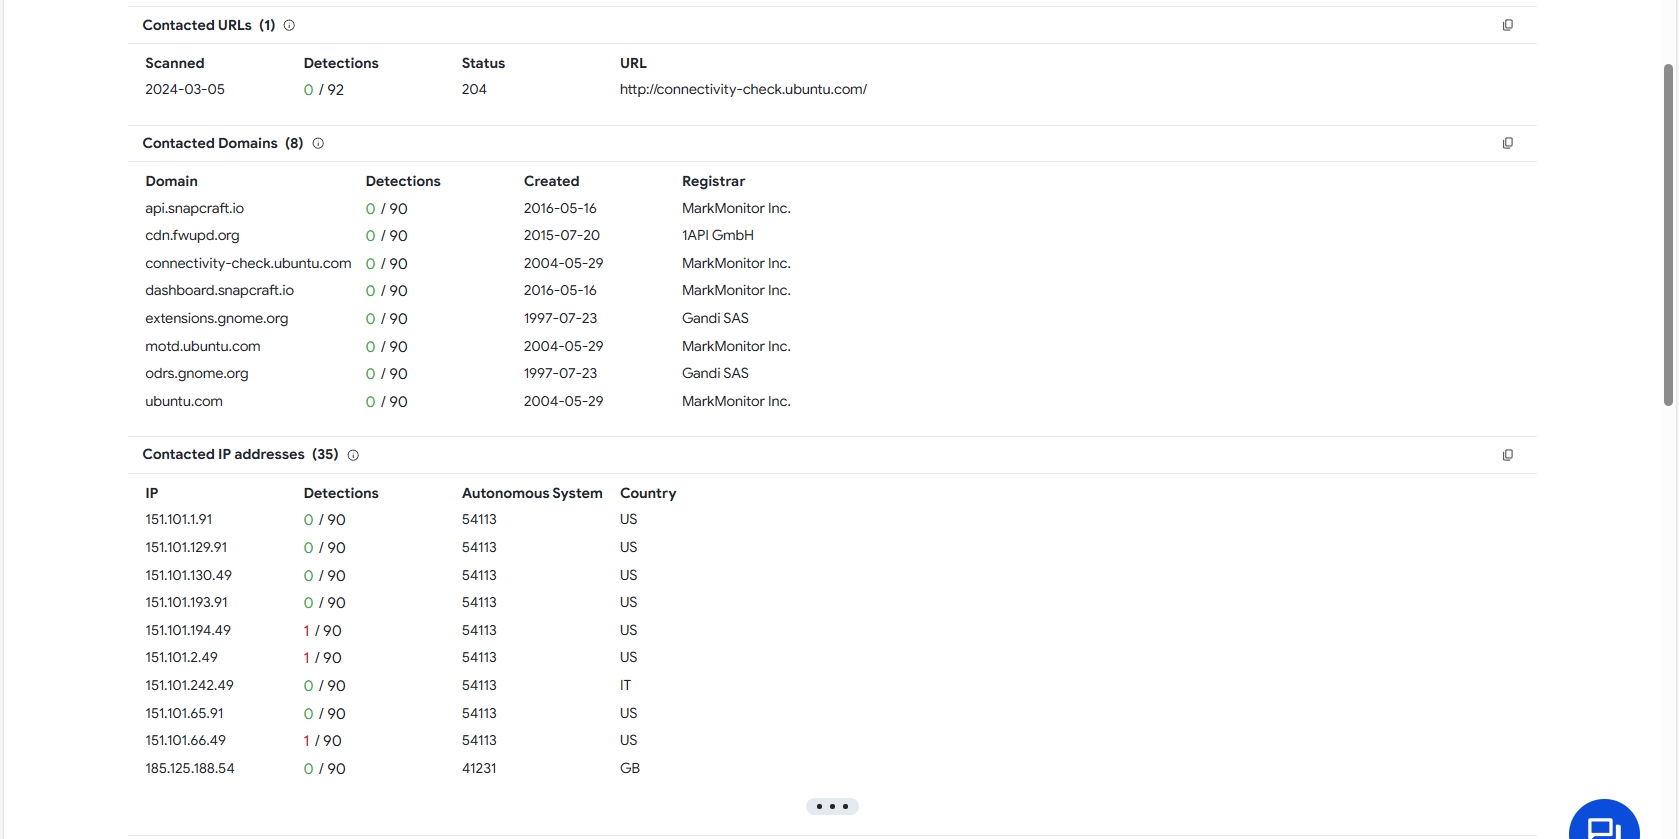 Contacted URLs (1)
Scanned Detections Status URL
2024-03-05 0 / 92 204 http://connectivity-check.ubuntu.com/
Contacted Domains (8)
Domain Detections Created Registrar
api.snapcraft.io 0 / 90 2016-05-16 MarkMonitor Inc.
cdn.fwupd.org 0 / 90 2015-07-20 1API GmbH
connectivity-check.ubuntu.com 0 / 90 2004-05-29 MarkMonitor Inc.
dashboard.snapcraft.io 0 / 90 2016-05-16 MarkMonitor Inc.
extensions.gnome.org 0 / 90 1997-07-23 Gandi SAS
motd.ubuntu.com 0 / 90 2004-05-29 MarkMonitor Inc.
odrs.gnome.org 0 / 90 1997-07-23 Gandi SAS
ubuntu.com 0 / 90 2004-05-29 MarkMonitor Inc.
Contacted IP addresses (35)
IP Detections Autonomous System Country
151.101.1.91 0 / 90 54113 US
151.101.129.91 0 / 90 54113 US
151.101.130.49 0 / 90 54113 US
151.101.193.91 0 / 90 54113 US
151.101.194.49 1 / 90 54113 US
151.101.2.49 1 / 90 54113 US
151.101.242.49 0 / 90 54113 IT
151.101.65.91 0 / 90 54113 US
151.101.66.49 1 / 90 54113 US
185.125.188.54 0 / 90 41231 GB